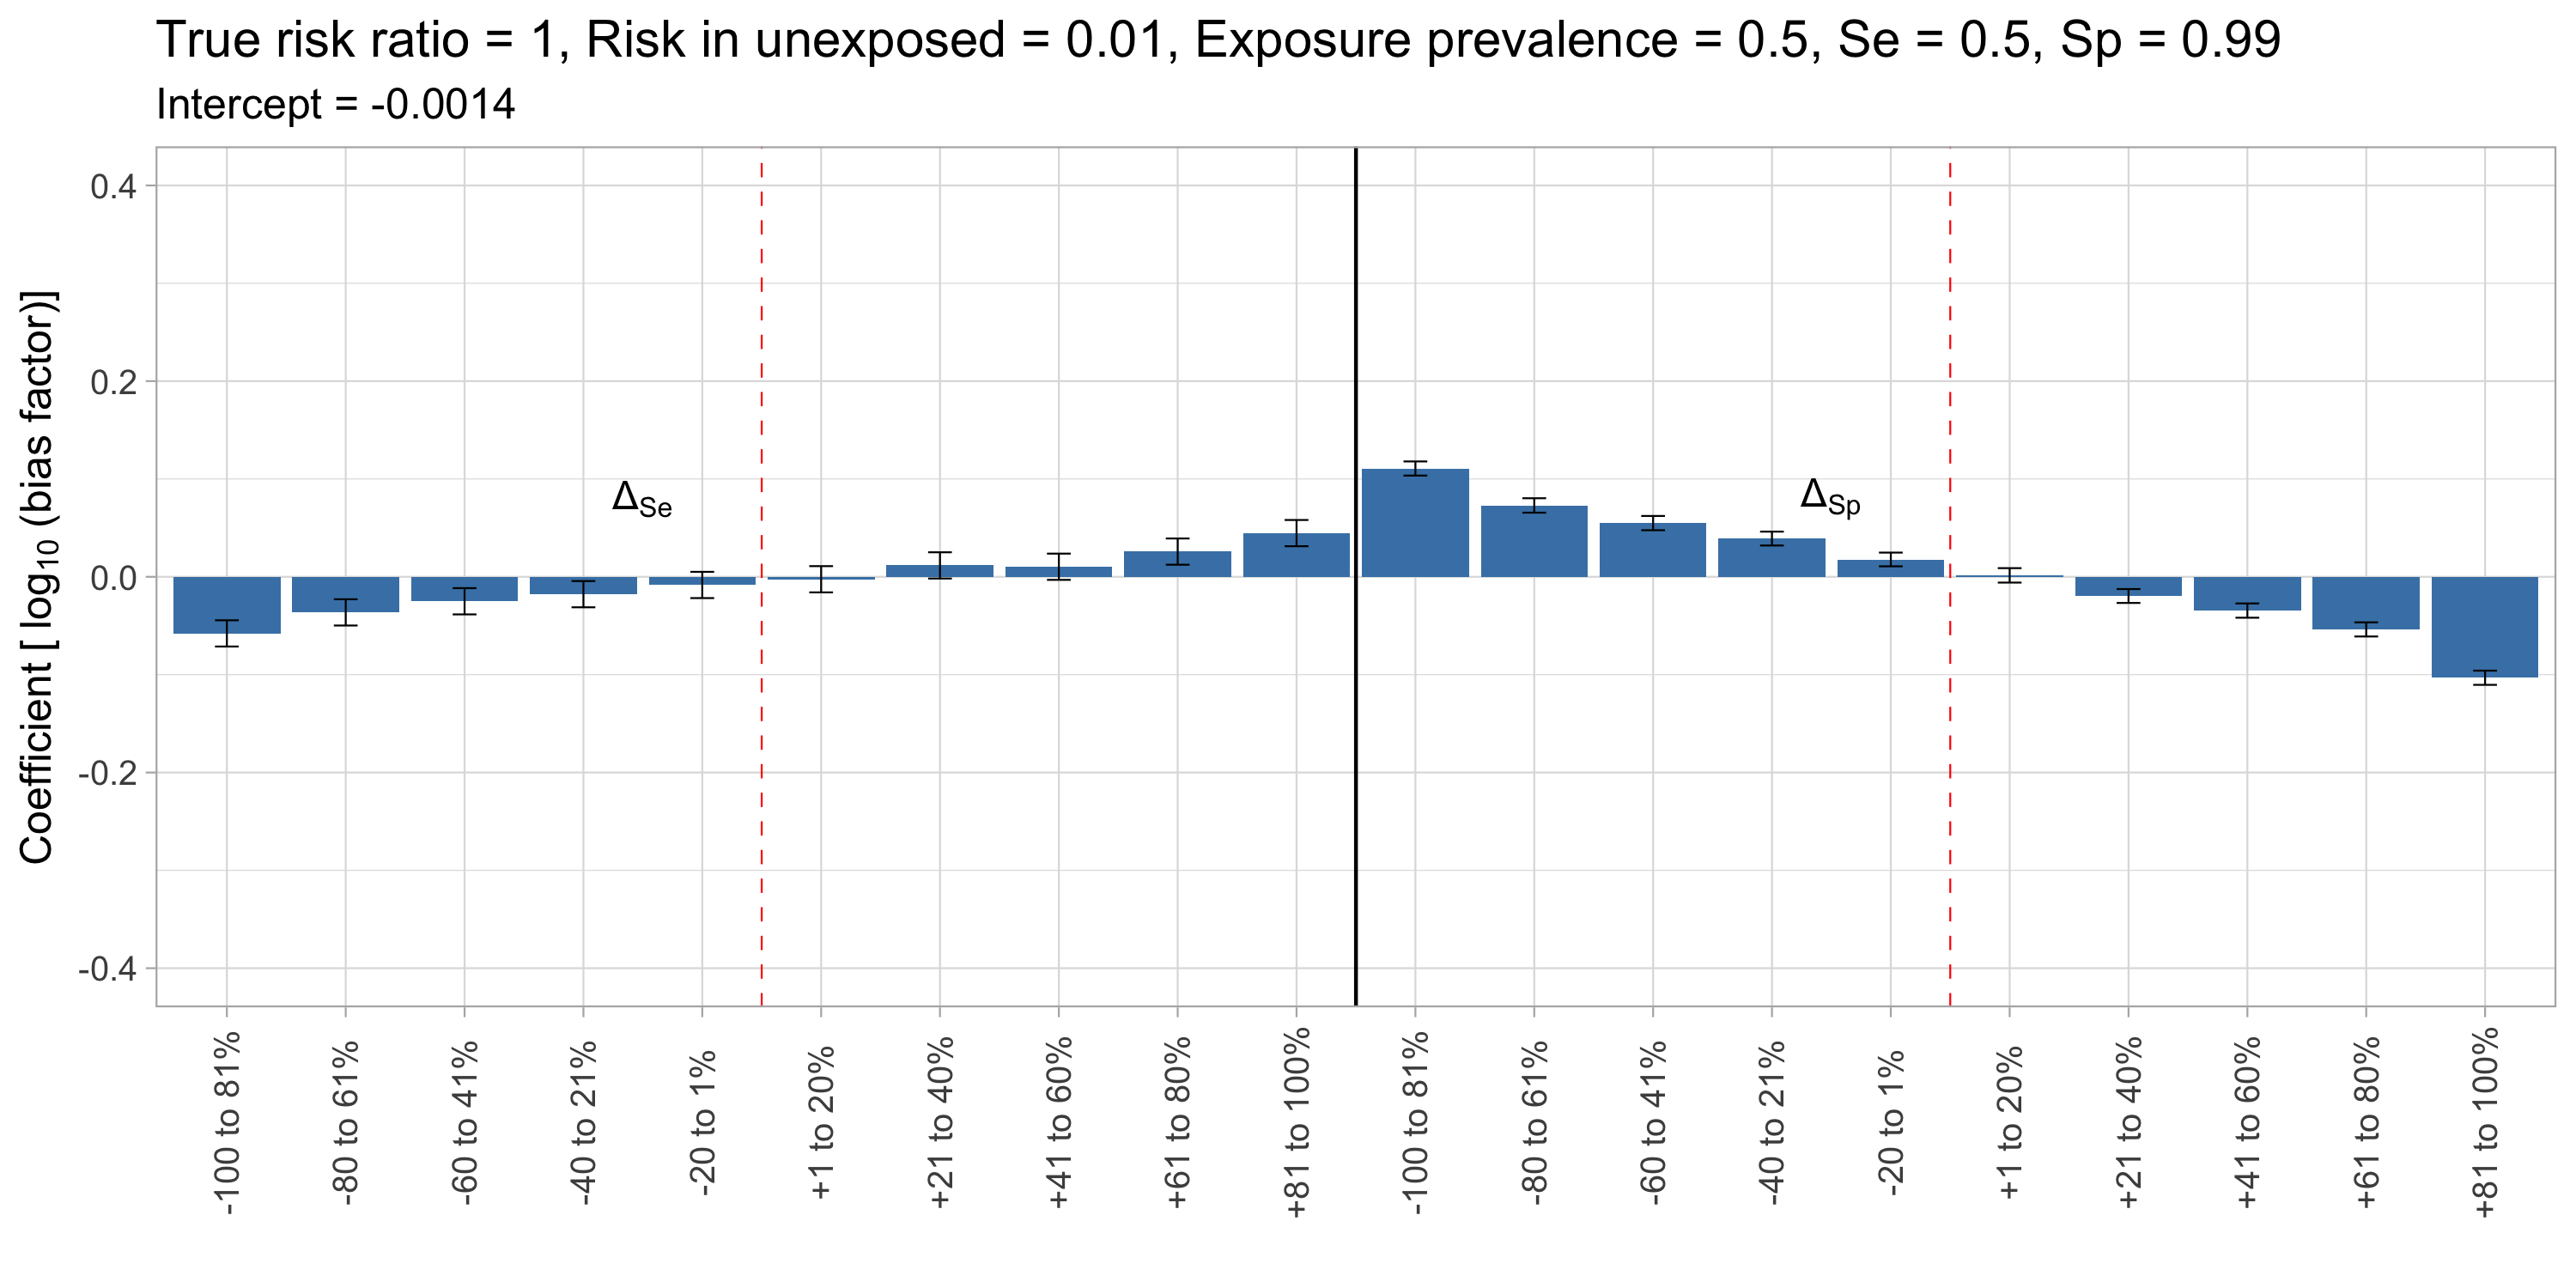 True risk ratio = 1, Risk in unexposed = 0.01, Exposure prevalence = 0.5, Se = 0.5, Sp = 0.99
Intercept = -0.0014
Coefficient [ log10 (bias factor)]
0.4
0.2
0.0
-0.2
-0.4
ΔSe
ΔSp
-100 to 81%
-80 to 61%
-60 to 41%
-40 to 21%
-20 to 1%
+1 to 20%
+21 to 40%
+41 to 60%
+61 to 80%
+81 to 100%
-100 to 81%
-80 to 61%
-60 to 41%
-40 to 21%
-20 to 1%
+1 to 20%
+21 to 40%
+41 to 60%
+61 to 80%
+81 to 100%